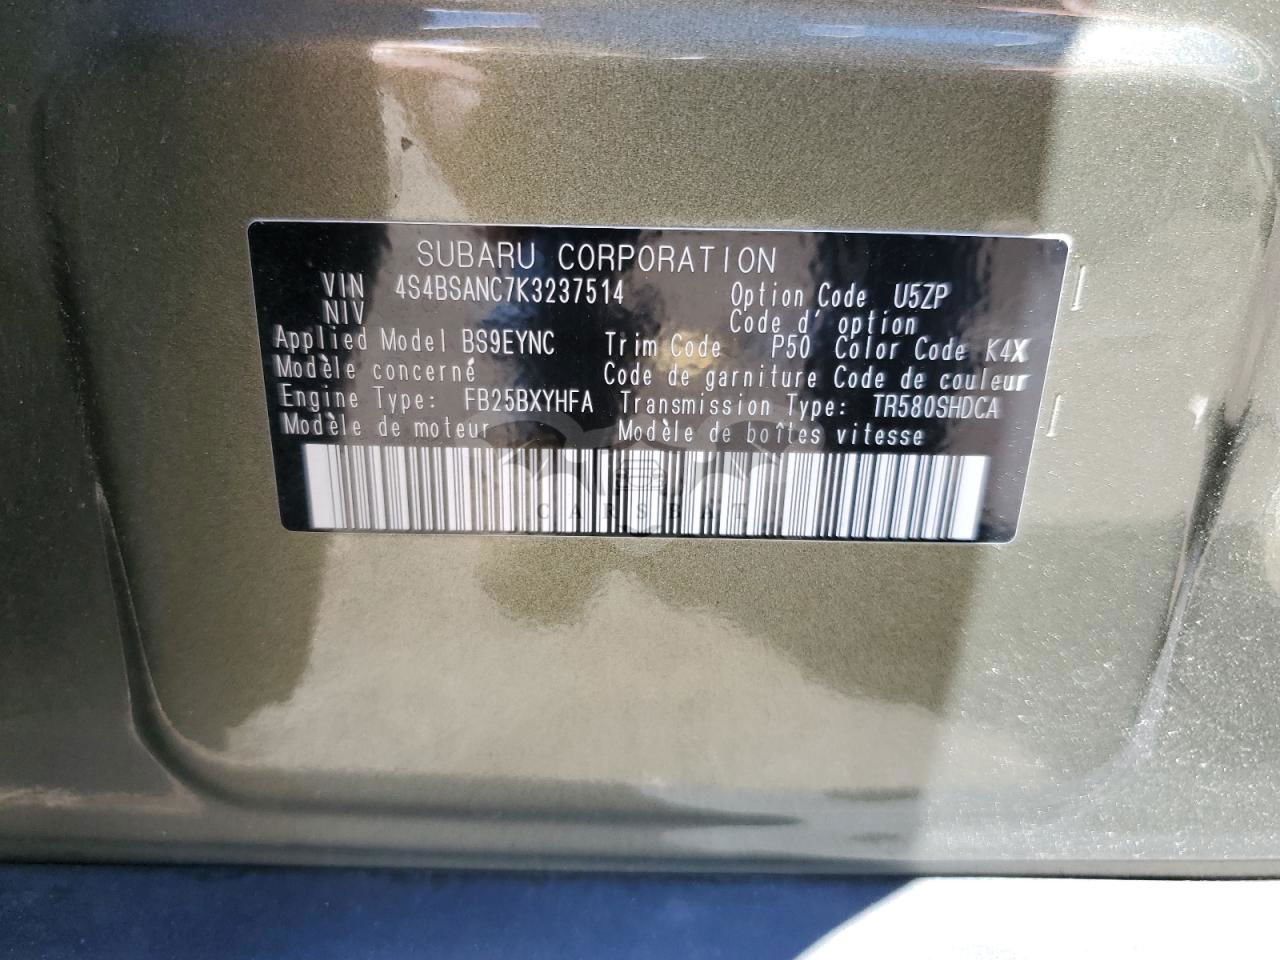 SUBARU CORPORATION
VIN 4S4BSANC7K3237514 Option Code U5ZP
NIV Code d' option
Applied Model BS9EYNC Trim Code P50 Color Code K4X
Modèle concerné Code de garniture Code de couleur
Engine Type: FB25BXYHFA Transmission Type: TR580SHDCA
Modèle de moteur Modèle de boîtes vitesse
CARSBAT